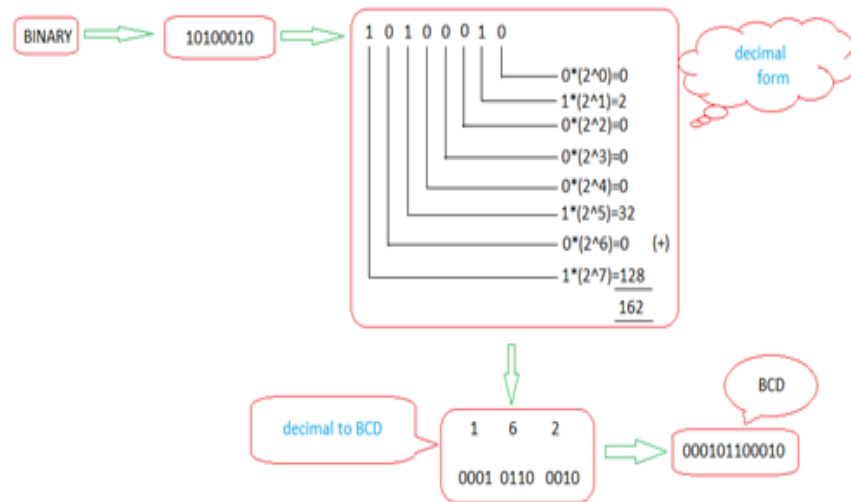 BINARY
10100010
1 0 1 0 0 0 1 0
decimal
form
0*(2^0)=0
1*(2^1)=2
0*(2^2)=0
0*(2^3)=0
0*(2^4)=0
1*(2^5)=32
0*(2^6)=0 (+)
1*(2^7)=128
162
decimal to BCD
1 6 2
0001 0110 0010
BCD
000101100010